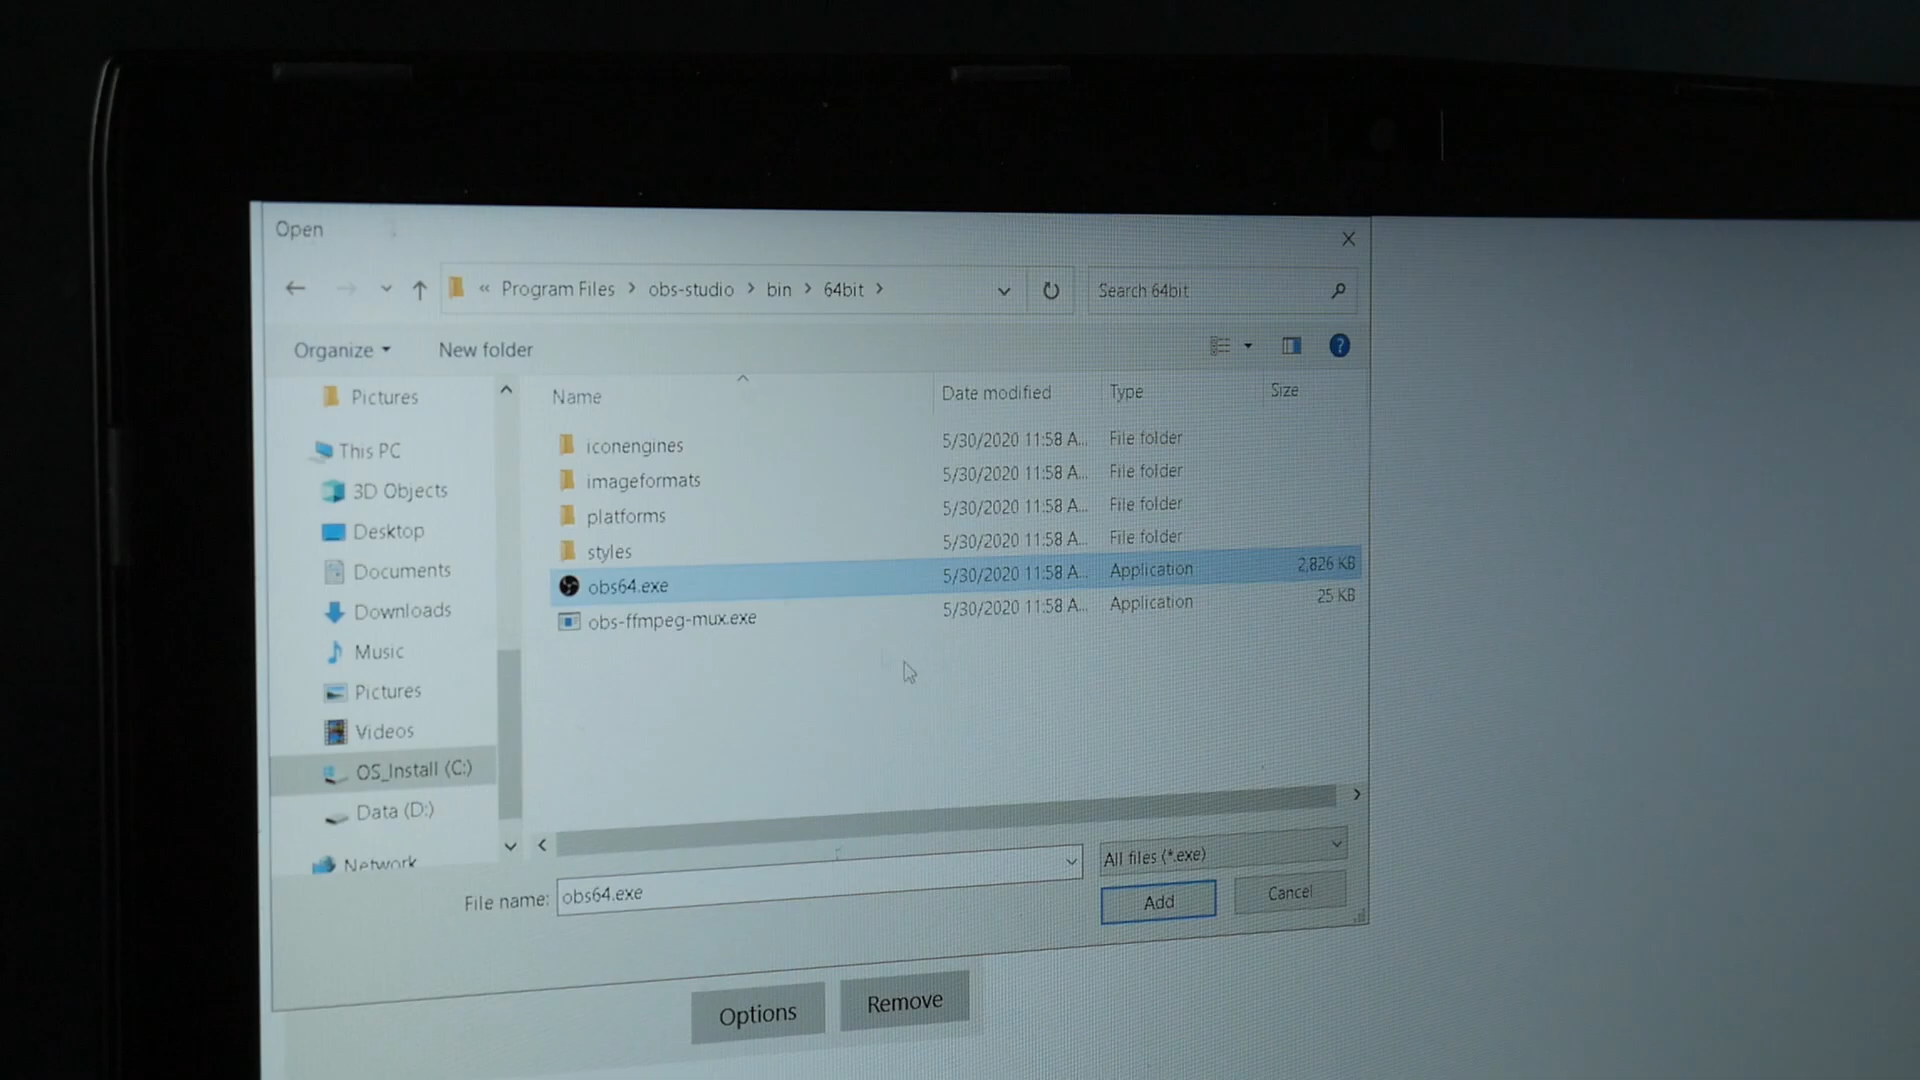 Open
« Program Files > obs-studio > bin > 64bit >
Search 64bit
Organize
New folder
?
Name
Date modified
Type
Size
Pictures
This PC
3D Objects
Desktop
Documents
Downloads
Music
Pictures
Videos
OS_Install (C:)
Data (D:)
Network
iconengines 5/30/2020 11:58 A... File folder
imageformats 5/30/2020 11:58 A... File folder
platforms 5/30/2020 11:58 A... File folder
styles 5/30/2020 11:58 A... File folder
obs64.exe 5/30/2020 11:58 A... Application 2,826 KB
obs-ffmpeg-mux.exe 5/30/2020 11:58 A... Application 25 KB
File name: obs64.exe
All files (*.exe)
Add
Cancel
Options
Remove